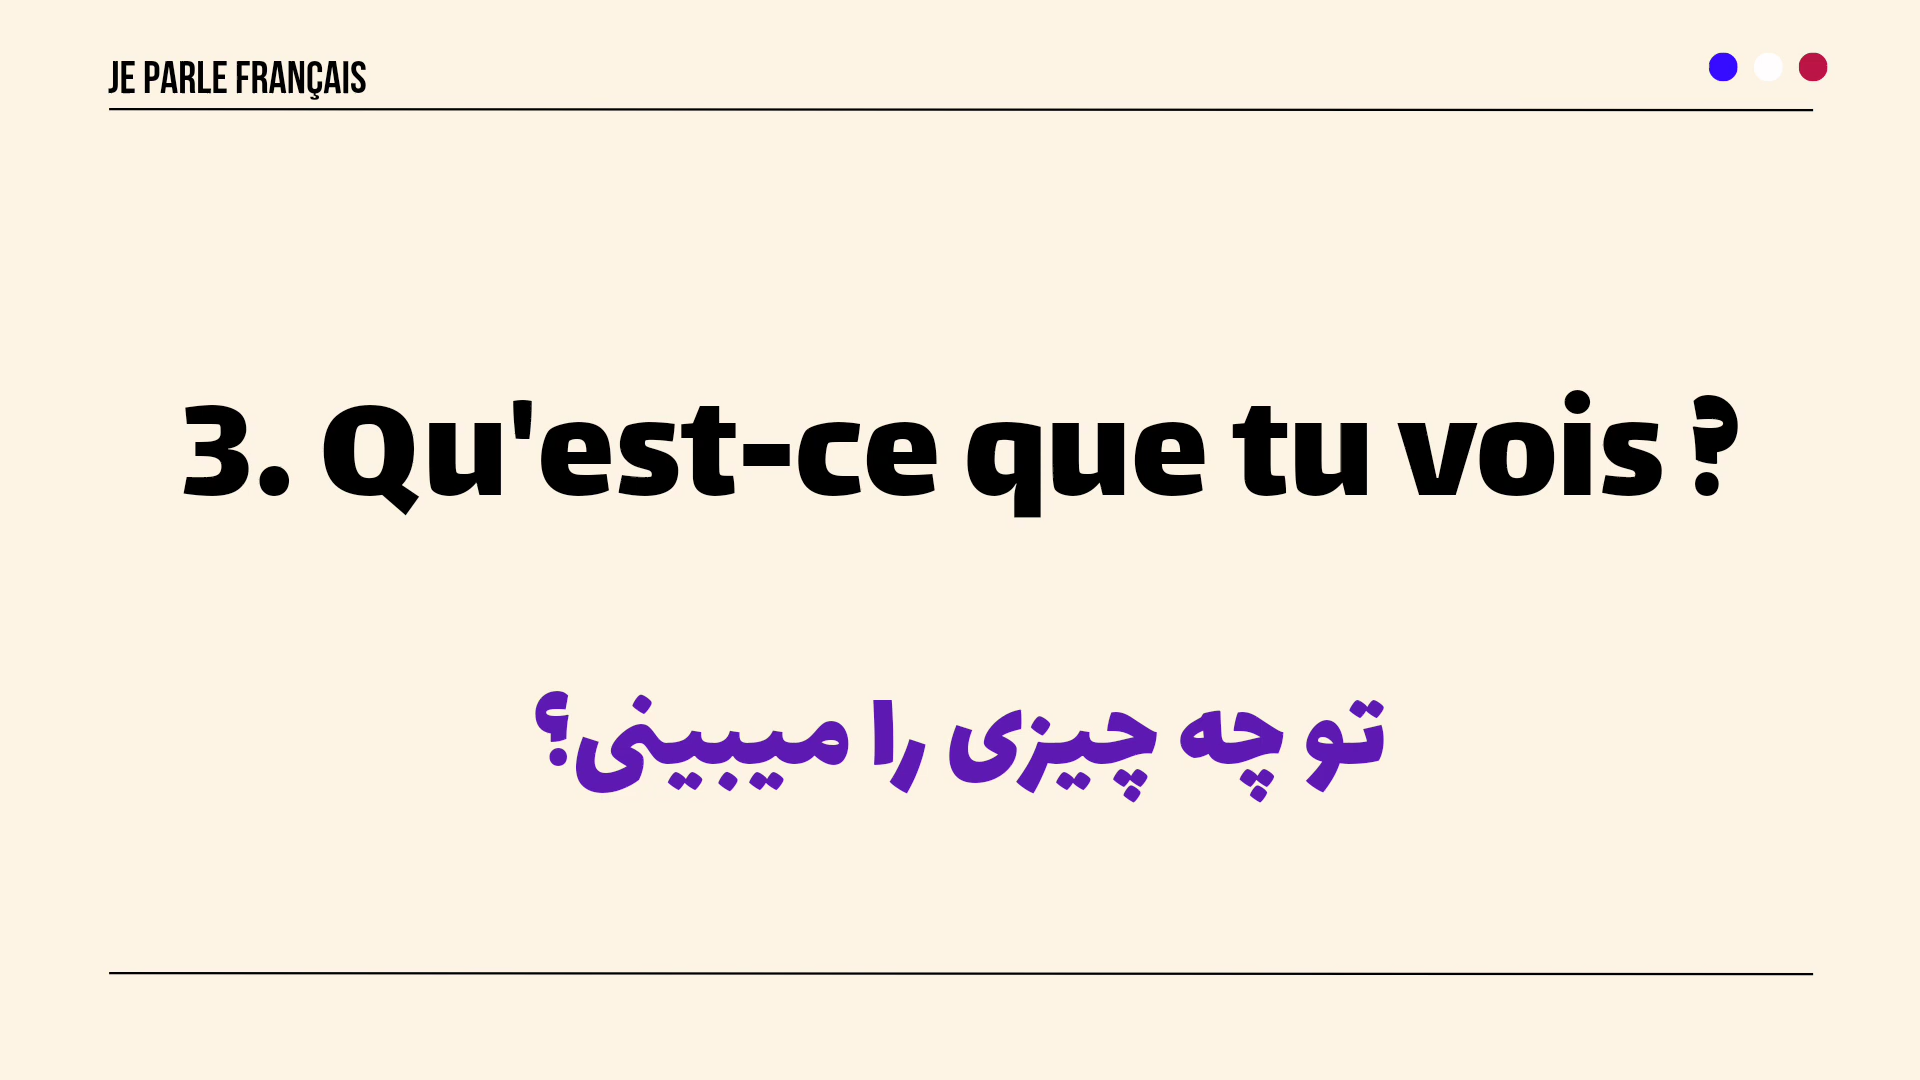 JE PARLE FRANÇAIS
3. Qu'est-ce que tu vois ?
تو چه چیزی را میبینی؟